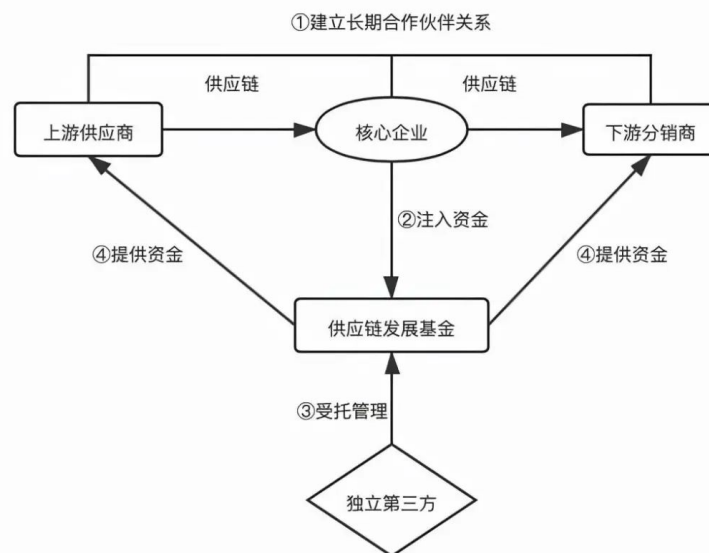 ①建立长期合作伙伴关系
供应链
供应链
上游供应商
核心企业
下游分销商
②注入资金
④提供资金
④提供资金
供应链发展基金
③受托管理
独立第三方